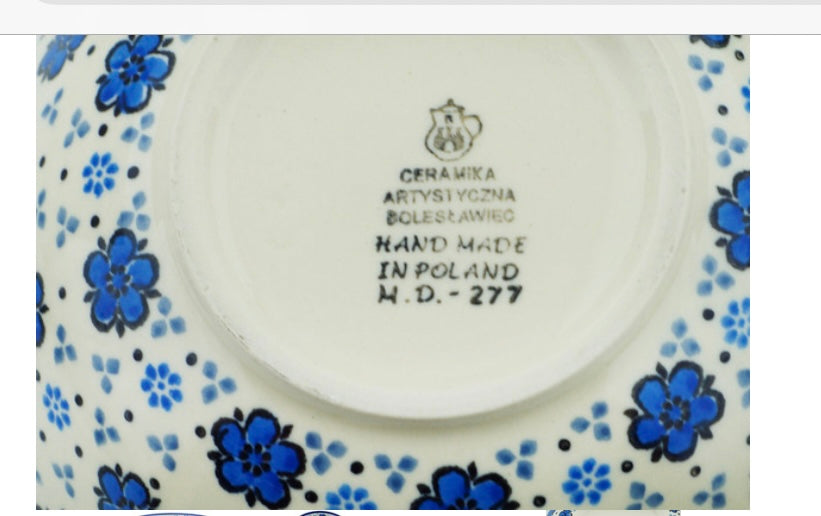 CERAMIKA
ARTYSTYCZNA
BOLESŁAWIEC
HAND MADE
IN POLAND
M.D.-277